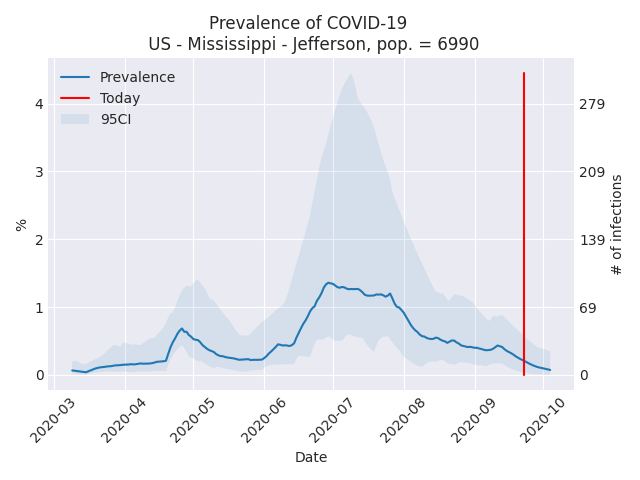 Prevalence of COVID-19
US - Mississippi - Jefferson, pop. = 6990
Prevalence
Today
95CI
4
3
2
1
0
%
279
209
139
69
0
# of infections
2020-03
2020-04
2020-05
2020-06
2020-07
2020-08
2020-09
2020-10
Date